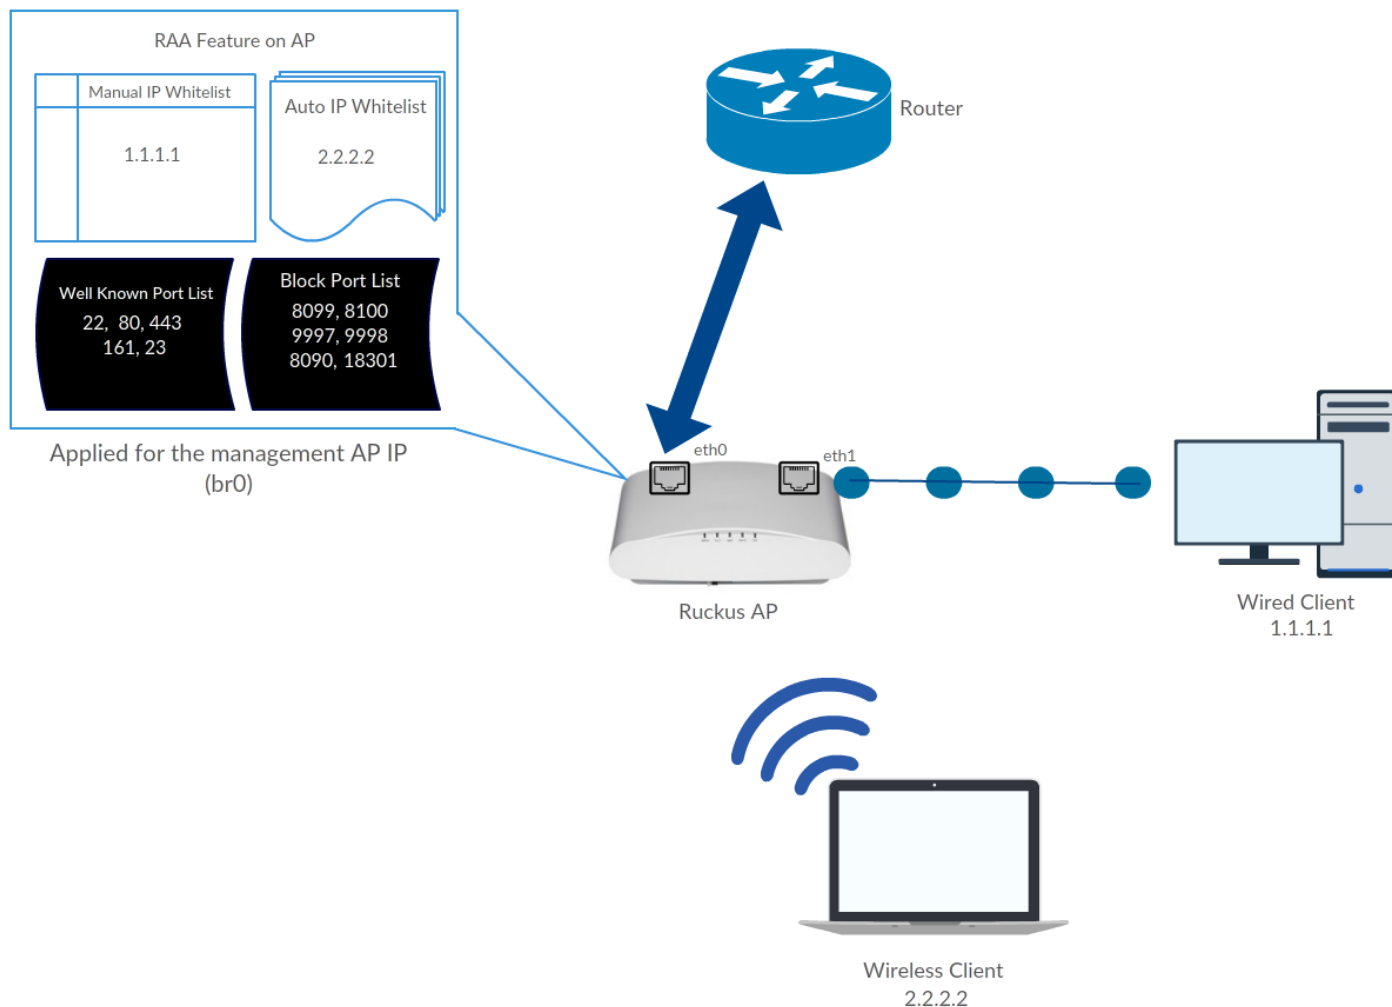 RAA Feature on AP
Manual IP Whitelist
1.1.1.1
Auto IP Whitelist
2.2.2.2
Well Known Port List
22, 80, 443
161, 23
Block Port List
8099, 8100
9997, 9998
8090, 18301
Applied for the management AP IP
(br0)
Router
eth0
eth1
Ruckus AP
Wired Client
1.1.1.1
Wireless Client
2.2.2.2